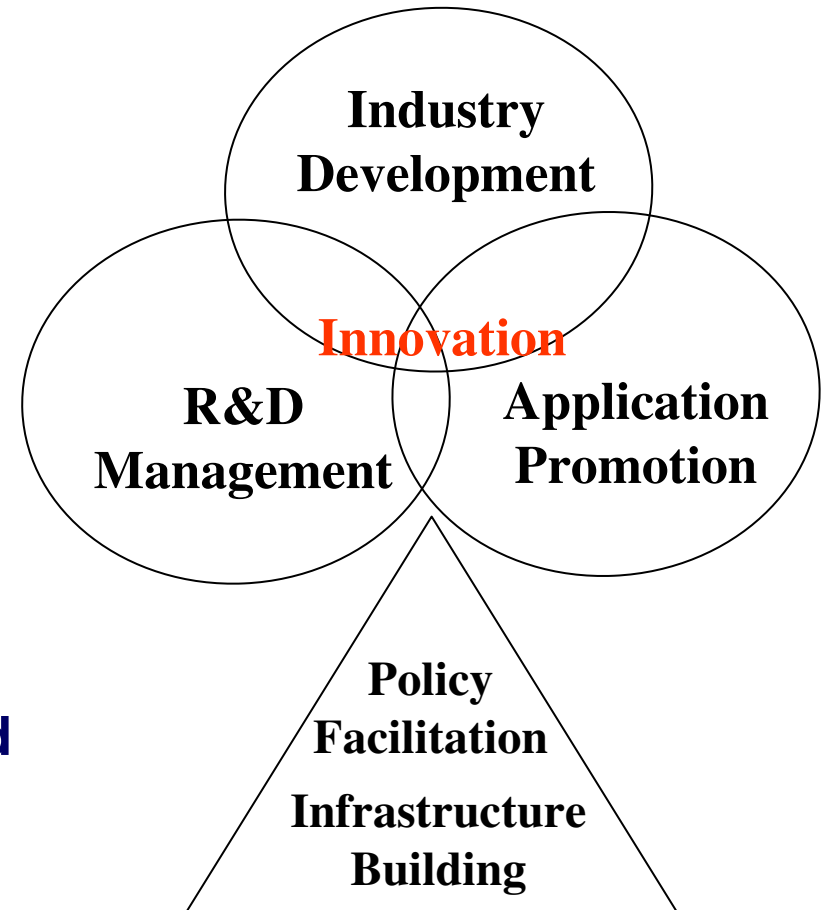 Industry
Development
Innovation
R&D
Management
Application
Promotion
Policy
Facilitation
Infrastructure
Building